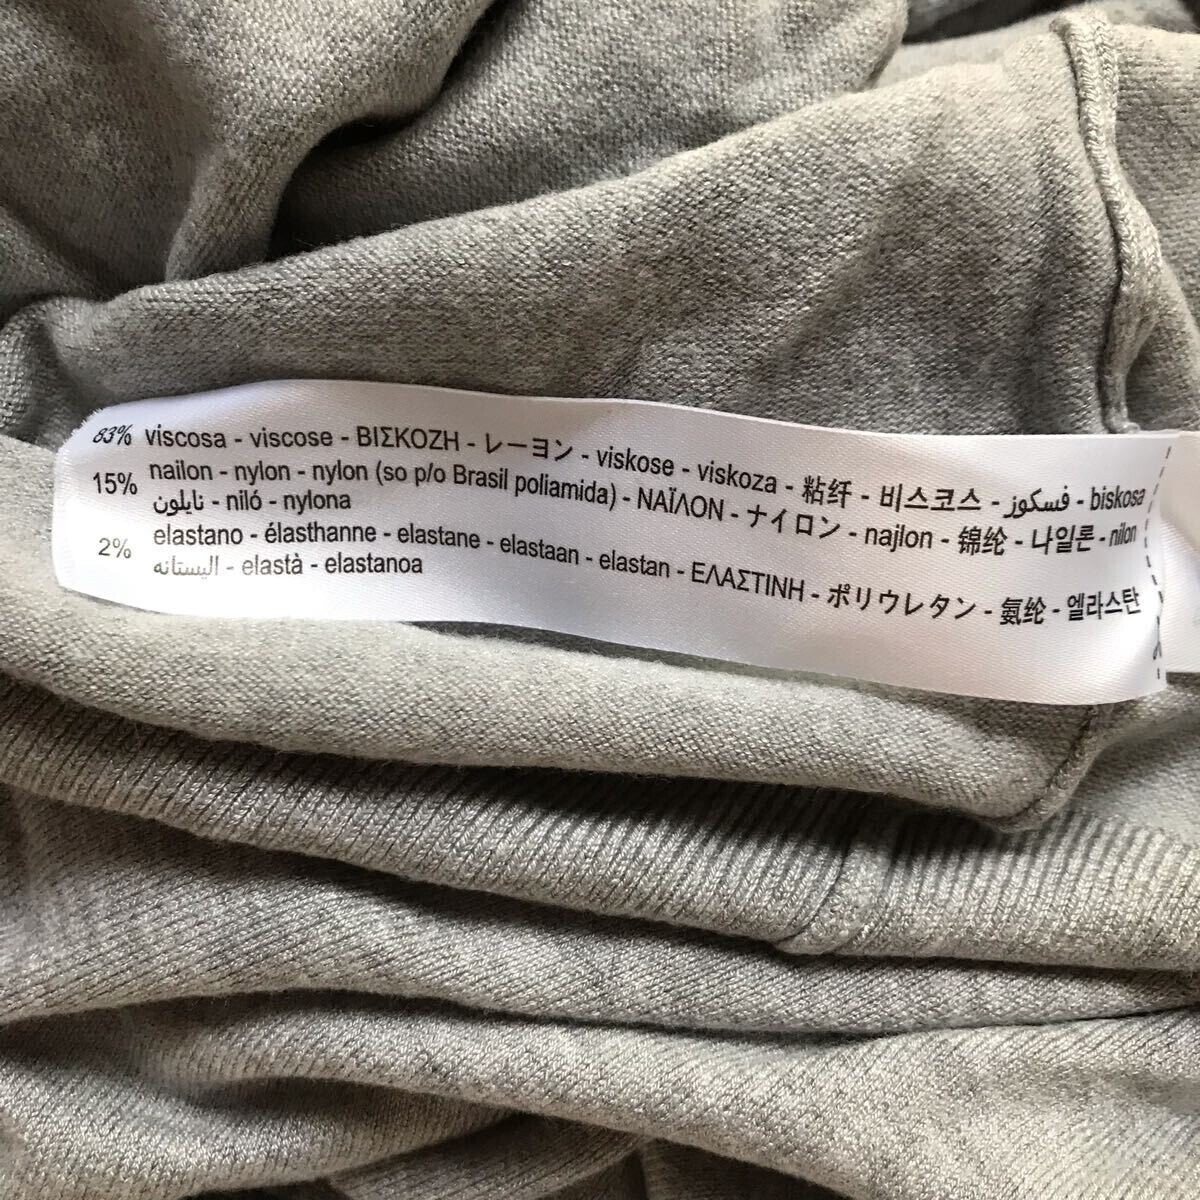 83% viscosa - viscose - ΒΙΣΚΟΖΗ - レーヨン - viskose - viskoza - 粘纤 - 비스코스 - فسكوز - biskosa
15% nailon - nylon - nylon (so p/o Brasil poliamida) - ΝΑΪΛΟΝ - ナイロン - najlon - 锦纶 - 나일론 - nilon
نايلون - niló - nylona
2% elastano - élasthanne - elastane - elastaan - elastan - ΕΛΑΣΤΙΝΗ - ポリウレタン - 氨纶 - 엘라스탄
اليستانه - elastà - elastanoa